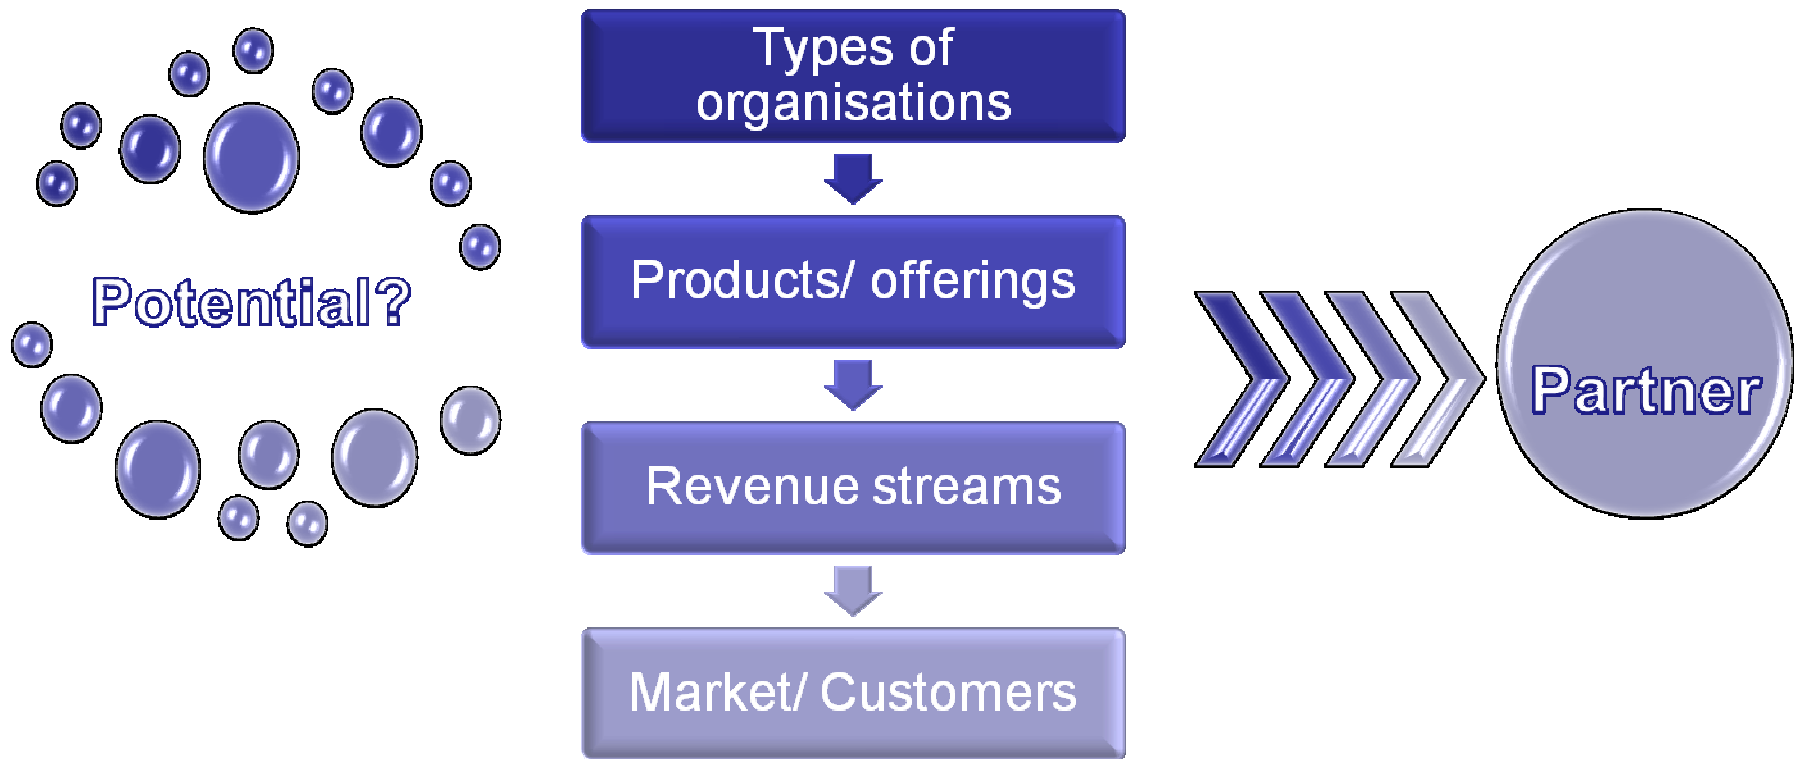 Potential?
Types of
organisations
Products/ offerings
Revenue streams
Market/ Customers
Partner